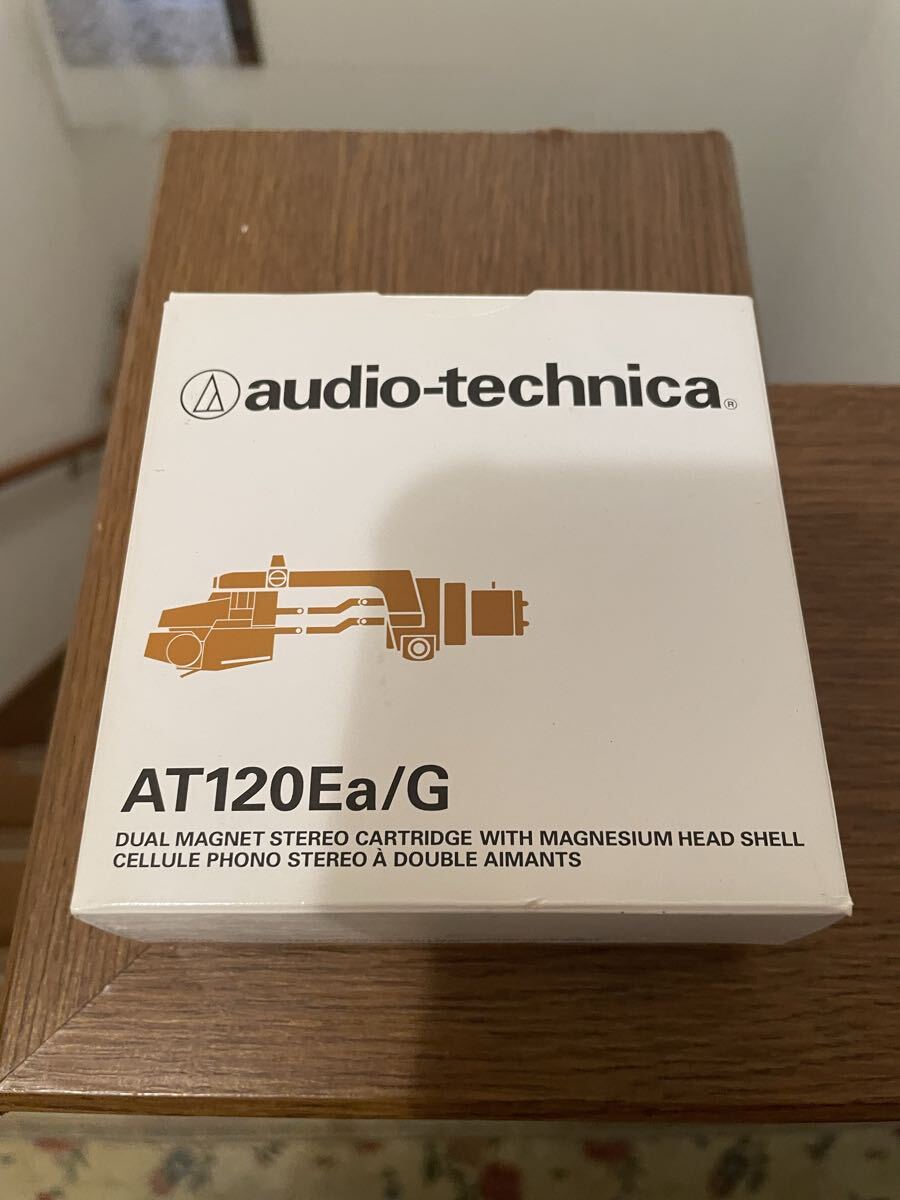 audio-technica®
AT120Ea/G
DUAL MAGNET STEREO CARTRIDGE WITH MAGNESIUM HEAD SHELL
CELLULE PHONO STEREO À DOUBLE AIMANTS